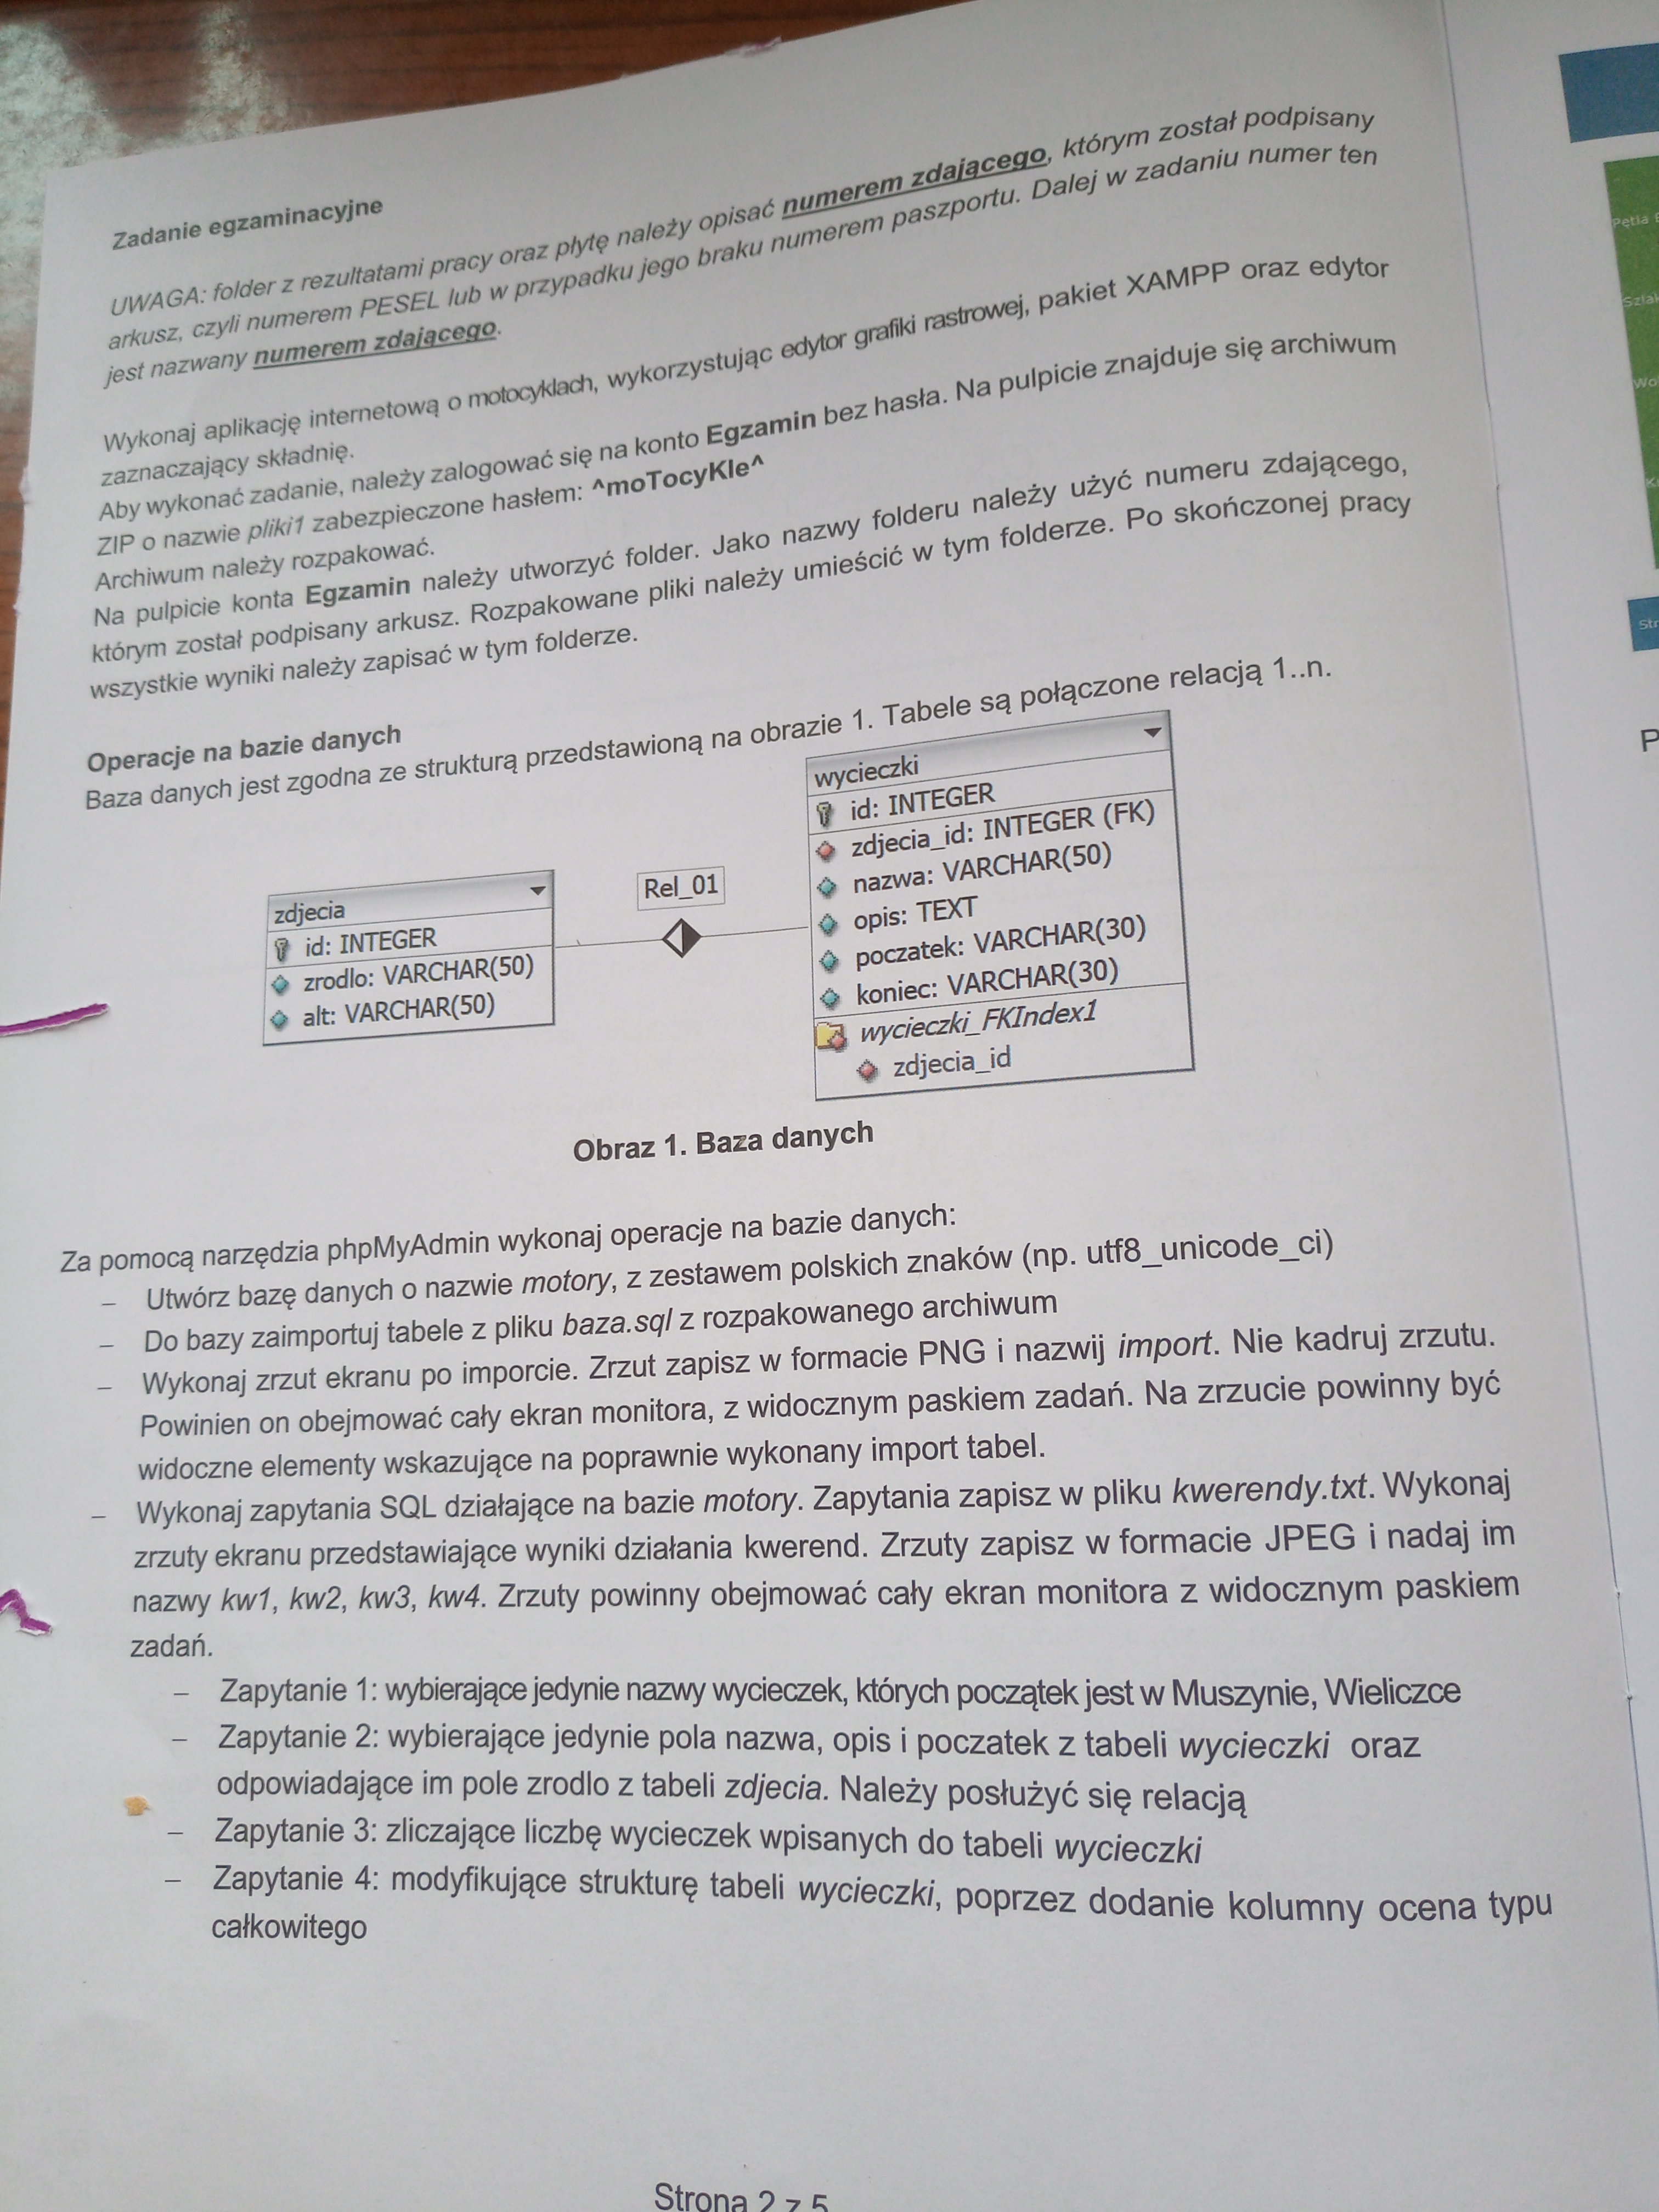 Zadanie egzaminacyjne
UWAGA: folder z rezultatami pracy oraz płytę należy opisać numerem zdającego, którym został podpisany
arkusz, czyli numerem PESEL lub w przypadku jego braku numerem paszportu. Dalej w zadaniu numer ten
jest nazwany numerem zdającego.
Wykonaj aplikację internetową o motocyklach, wykorzystując edytor grafiki rastrowej, pakiet XAMPP oraz edytor
zaznaczający składnię.
Aby wykonać zadanie, należy zalogować się na konto Egzamin bez hasła. Na pulpicie znajduje się archiwum
ZIP o nazwie pliki1 zabezpieczone hasłem: ^moTocyKle^
Archiwum należy rozpakować.
Na pulpicie konta Egzamin należy utworzyć folder. Jako nazwy folderu należy użyć numeru zdającego,
którym został podpisany arkusz. Rozpakowane pliki należy umieścić w tym folderze. Po skończonej pracy
wszystkie wyniki należy zapisać w tym folderze.
Operacje na bazie danych
Baza danych jest zgodna ze strukturą przedstawioną na obrazie 1. Tabele są połączone relacją 1..n.
zdjecia
id: INTEGER
zrodlo: VARCHAR(50)
alt: VARCHAR(50)
Rel_01
wycieczki
id: INTEGER
zdjecia_id: INTEGER (FK)
nazwa: VARCHAR(50)
opis: TEXT
poczatek: VARCHAR(30)
koniec: VARCHAR(30)
wycieczki_FKIndex1
zdjecia_id
Obraz 1. Baza danych
Za pomocą narzędzia phpMyAdmin wykonaj operacje na bazie danych:
– Utwórz bazę danych o nazwie motory, z zestawem polskich znaków (np. utf8_unicode_ci)
– Do bazy zaimportuj tabele z pliku baza.sql z rozpakowanego archiwum
– Wykonaj zrzut ekranu po imporcie. Zrzut zapisz w formacie PNG i nazwij import. Nie kadruj zrzutu.
Powinien on obejmować cały ekran monitora, z widocznym paskiem zadań. Na zrzucie powinny być
widoczne elementy wskazujące na poprawnie wykonany import tabel.
– Wykonaj zapytania SQL działające na bazie motory. Zapytania zapisz w pliku kwerendy.txt. Wykonaj
zrzuty ekranu przedstawiające wyniki działania kwerend. Zrzuty zapisz w formacie JPEG i nadaj im
nazwy kw1, kw2, kw3, kw4. Zrzuty powinny obejmować cały ekran monitora z widocznym paskiem
zadań.
– Zapytanie 1: wybierające jedynie nazwy wycieczek, których początek jest w Muszynie, Wieliczce
– Zapytanie 2: wybierające jedynie pola nazwa, opis i poczatek z tabeli wycieczki oraz
odpowiadające im pole zrodlo z tabeli zdjecia. Należy posłużyć się relacją
– Zapytanie 3: zliczające liczbę wycieczek wpisanych do tabeli wycieczki
– Zapytanie 4: modyfikujące strukturę tabeli wycieczki, poprzez dodanie kolumny ocena typu
całkowitego
Strona 2 z 5
Pętla